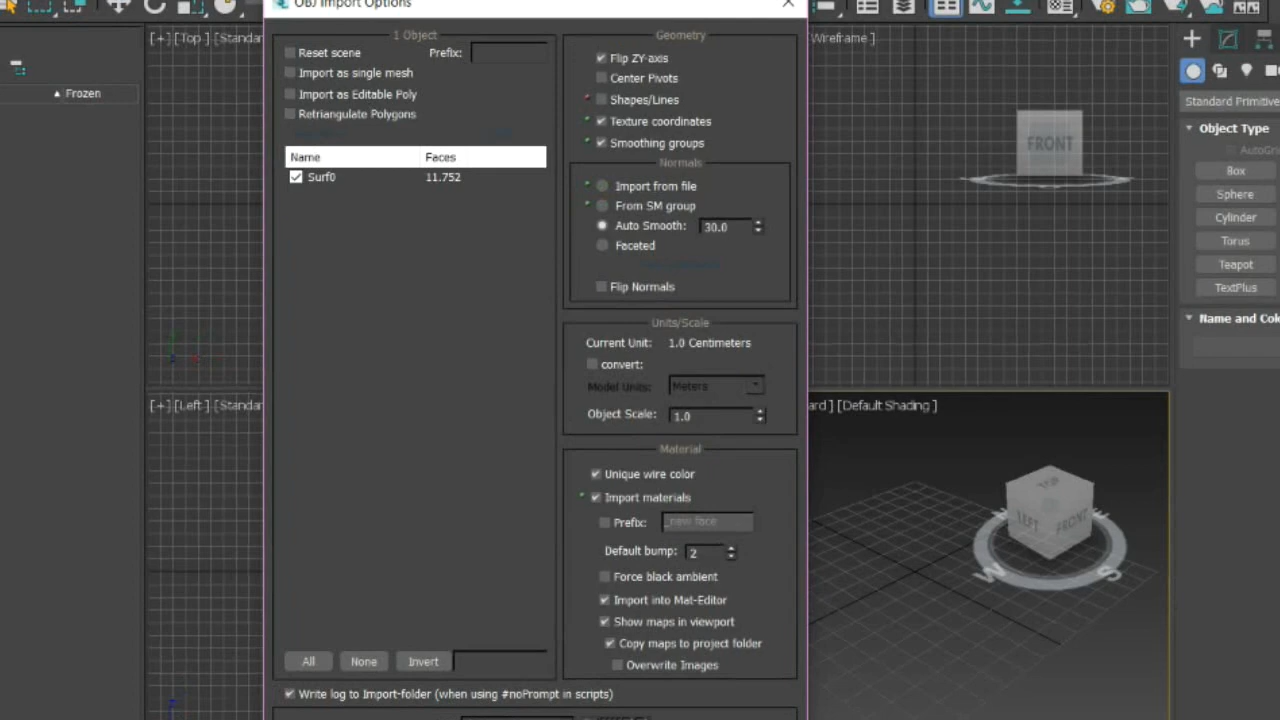 OBJ Import Options
[+][Top ] [Standar
Wireframe ]
Frozen
1 Object
Reset scene
Prefix:
Import as single mesh
Import as Editable Poly
Retriangulate Polygons
Name Faces
Surf0 11.752
All None Invert
Write log to Import-folder (when using #noPrompt in scripts)
Geometry
Flip ZY-axis
Center Pivots
Shapes/Lines
Texture coordinates
Smoothing groups
Normals
Import from file
From SM group
Auto Smooth: 30.0
Faceted
Flip Normals
Units/Scale
Current Unit: 1.0 Centimeters
convert:
Model Units: Meters
Object Scale: 1.0
Material
Unique wire color
Import materials
Prefix: _new face
Default bump: 2
Force black ambient
Import into Mat-Editor
Show maps in viewport
Copy maps to project folder
Overwrite Images
[+][Left ] [Standar
ard ] [Default Shading ]
FRONT
TOP
LEFT
FRONT
W
S
Standard Primitive
Object Type
AutoGri
Box
Sphere
Cylinder
Torus
Teapot
TextPlus
Name and Col